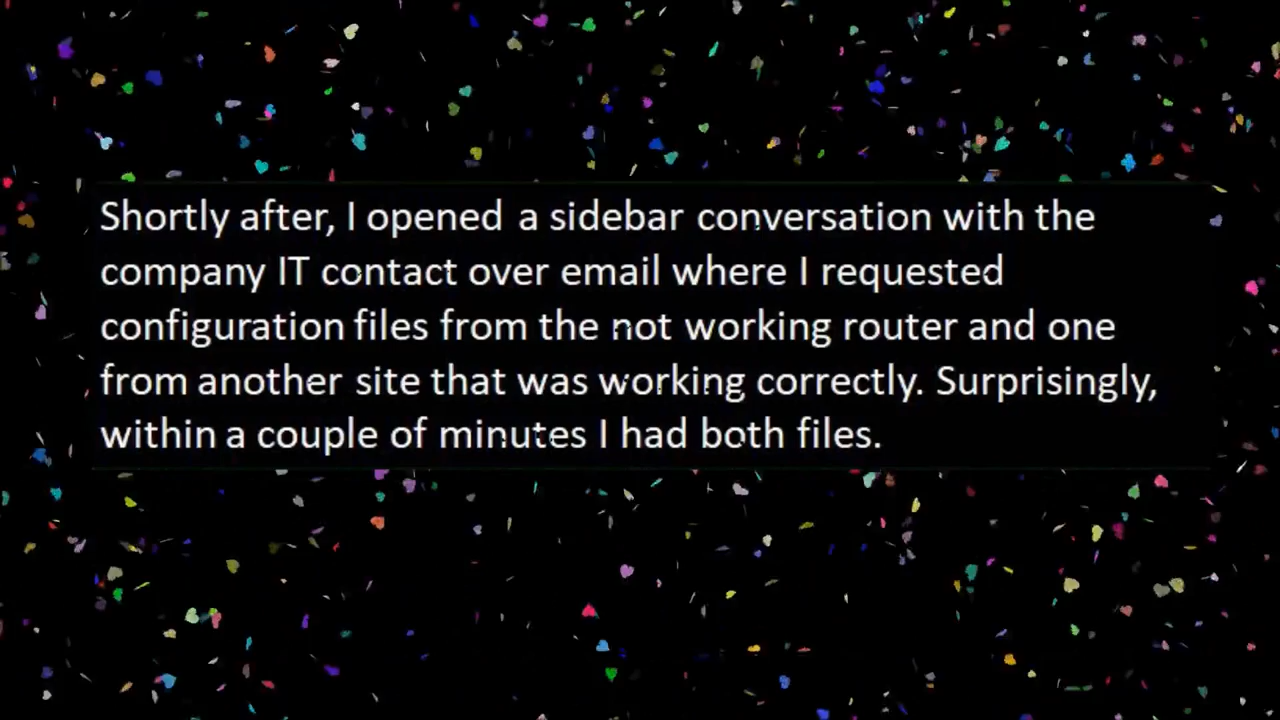 Shortly after, I opened a sidebar conversation with the
company IT contact over email where I requested
configuration files from the not working router and one
from another site that was working correctly. Surprisingly,
within a couple of minutes I had both files.